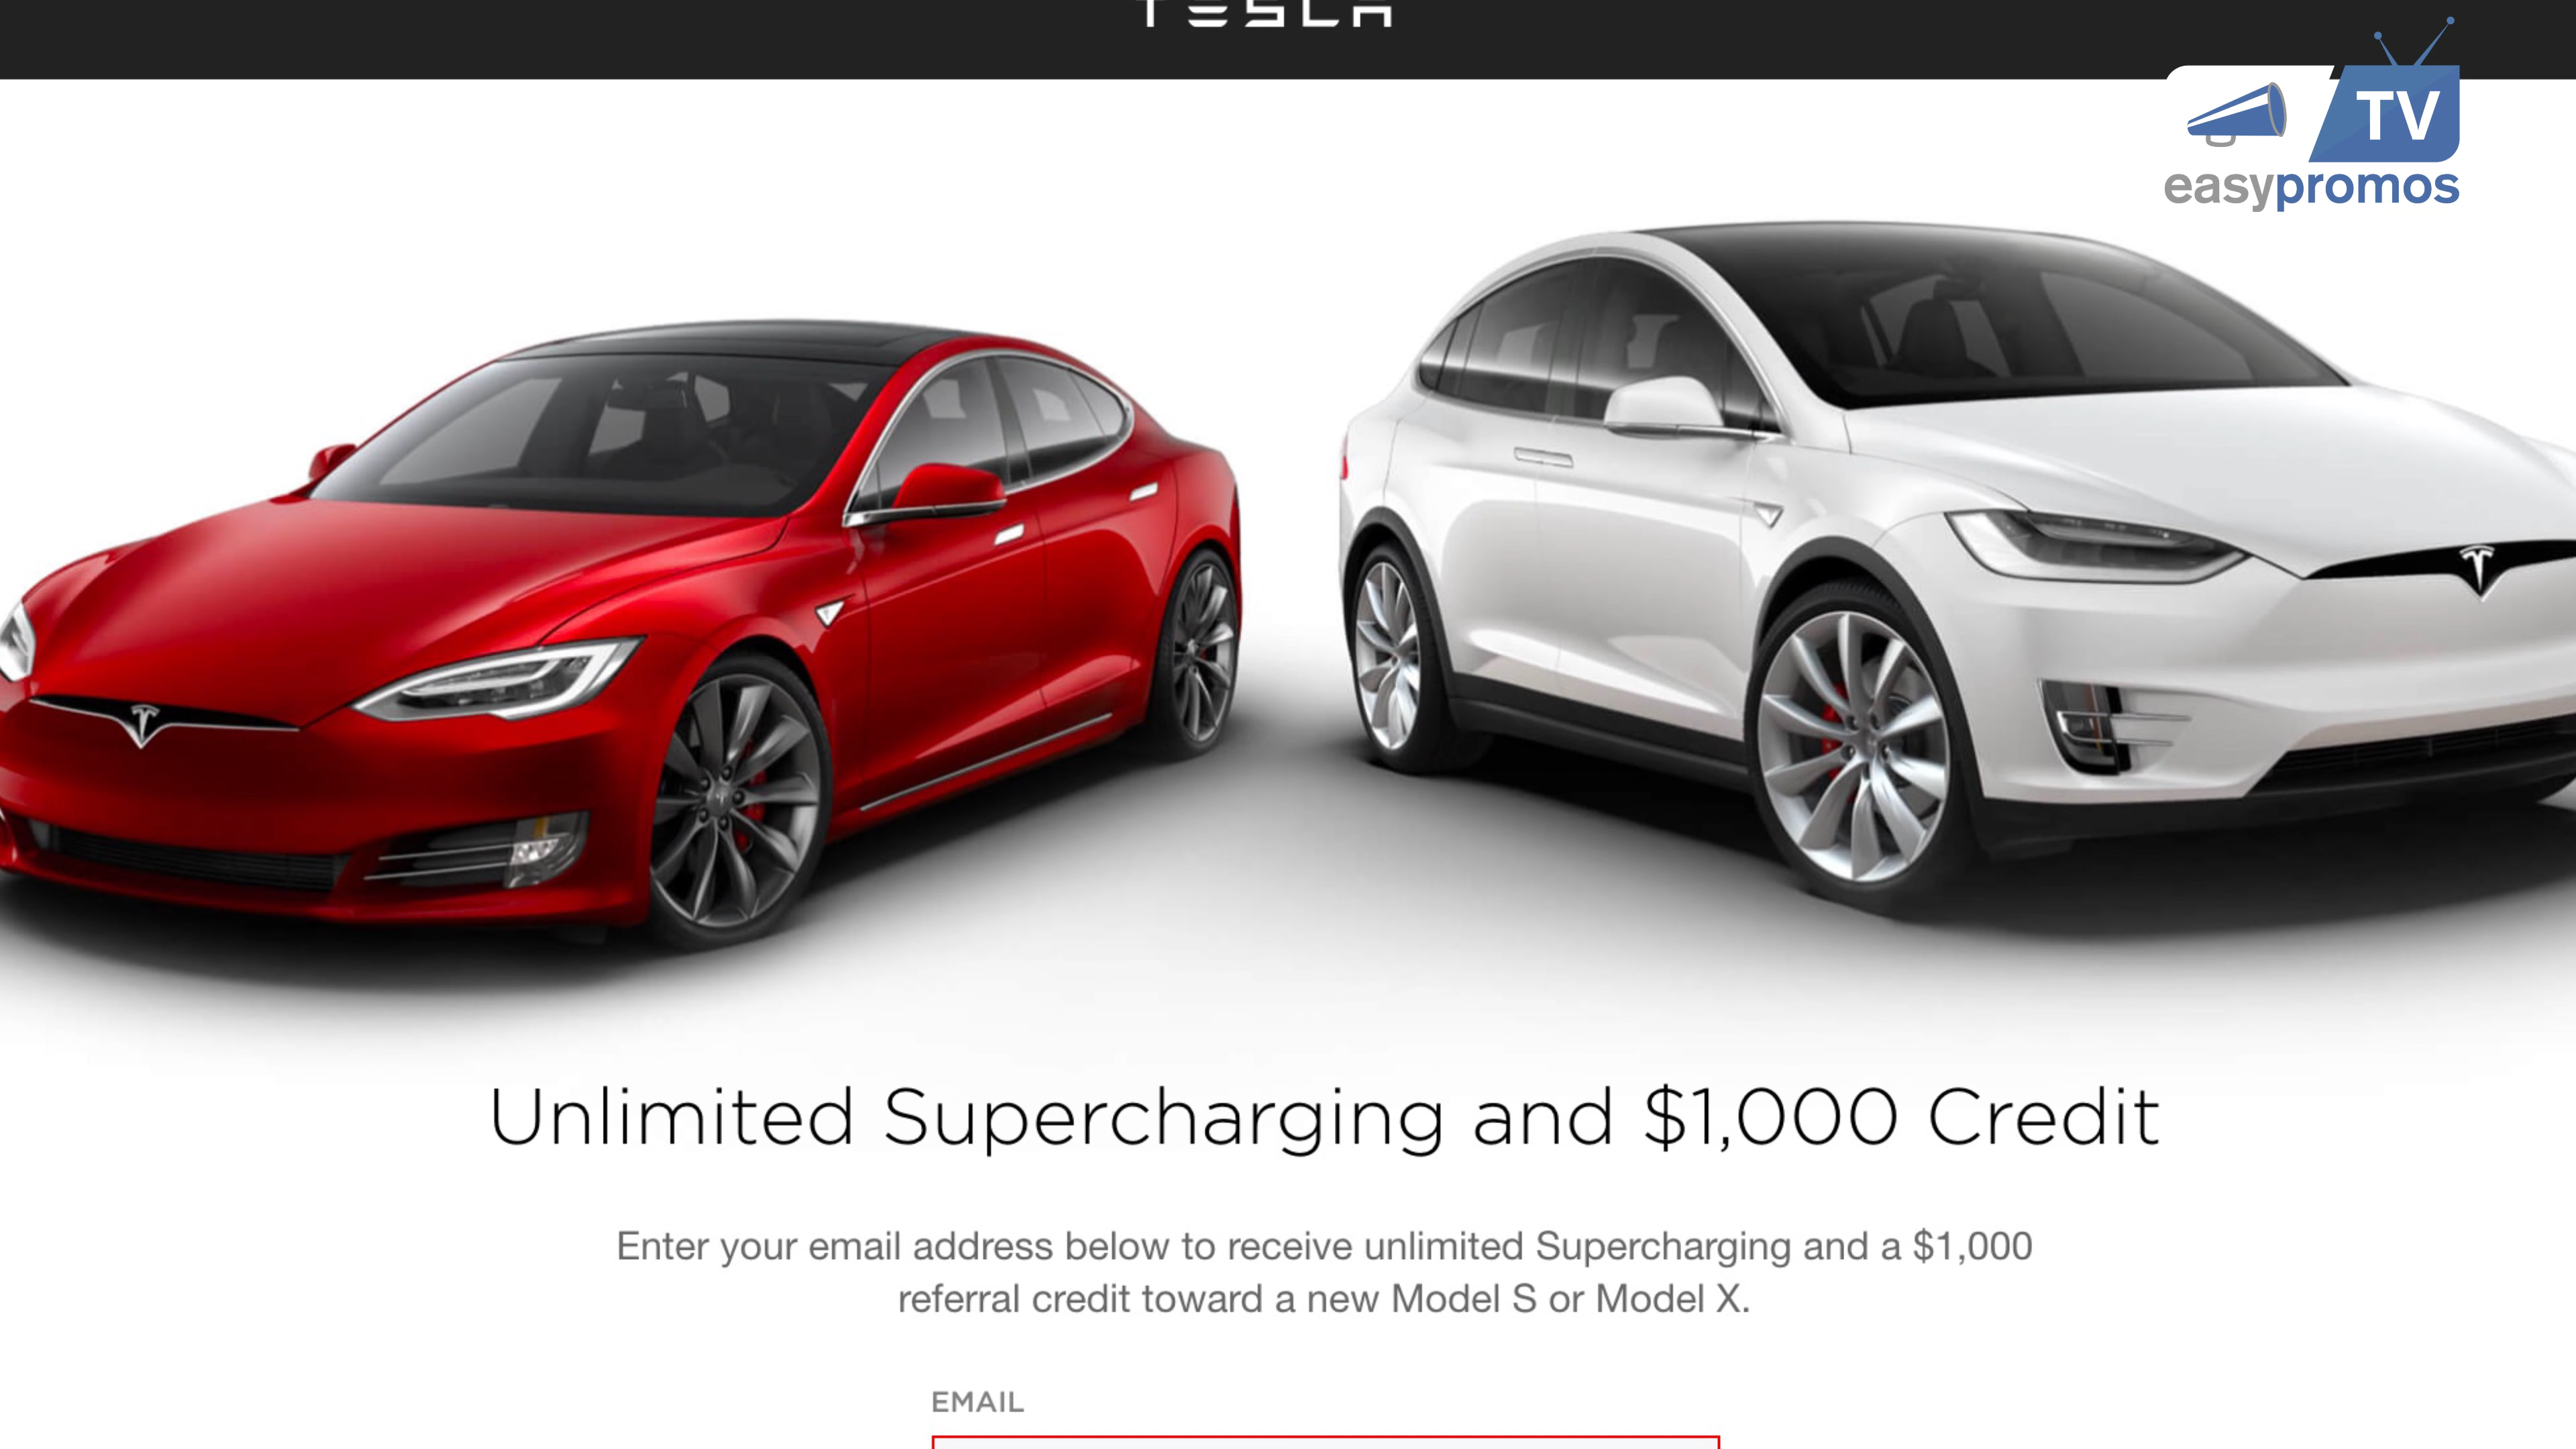 TESLA
TV
easypromos
Unlimited Supercharging and $1,000 Credit
Enter your email address below to receive unlimited Supercharging and a $1,000
referral credit toward a new Model S or Model X.
EMAIL